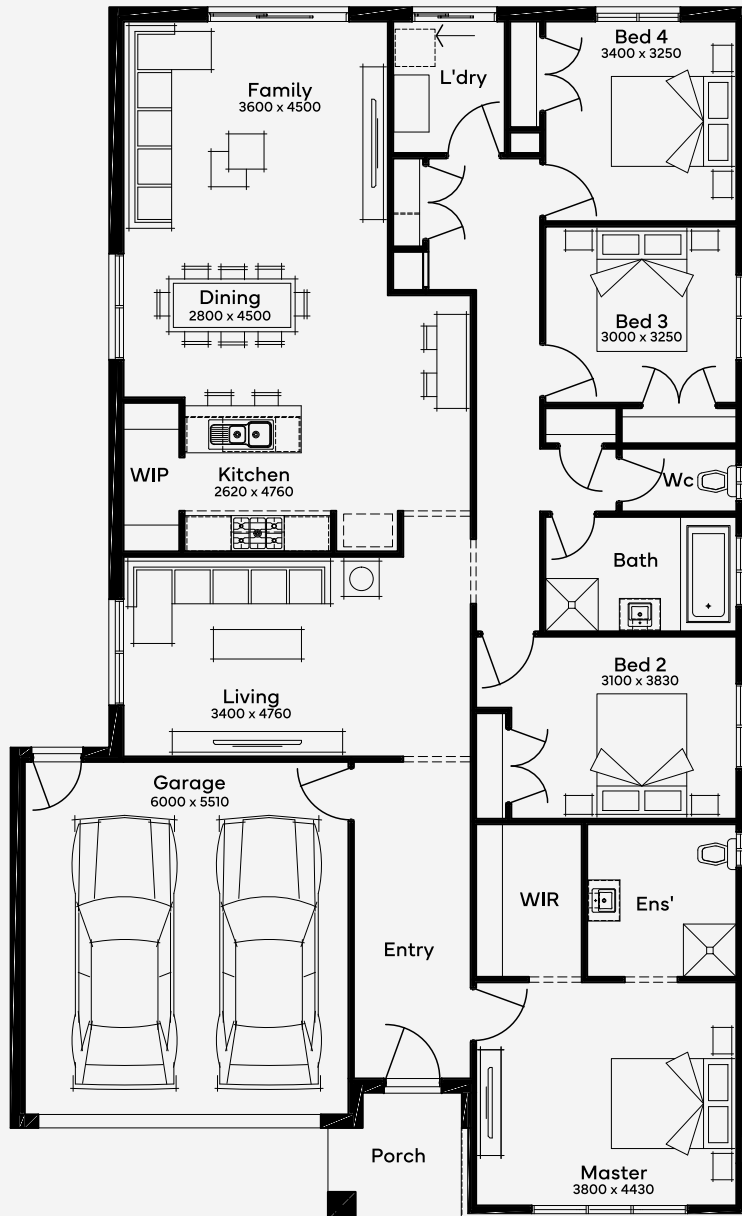 Bed 4
3400 x 3250
Family
3600 x 4500
L'dry
Dining
2800 x 4500
Bed 3
3000 x 3250
WIP
Kitchen
2620 x 4760
Wc
Bath
Living
3400 x 4760
Bed 2
3100 x 3830
Garage
6000 x 5510
WIR
Ens'
Entry
Porch
Master
3800 x 4430